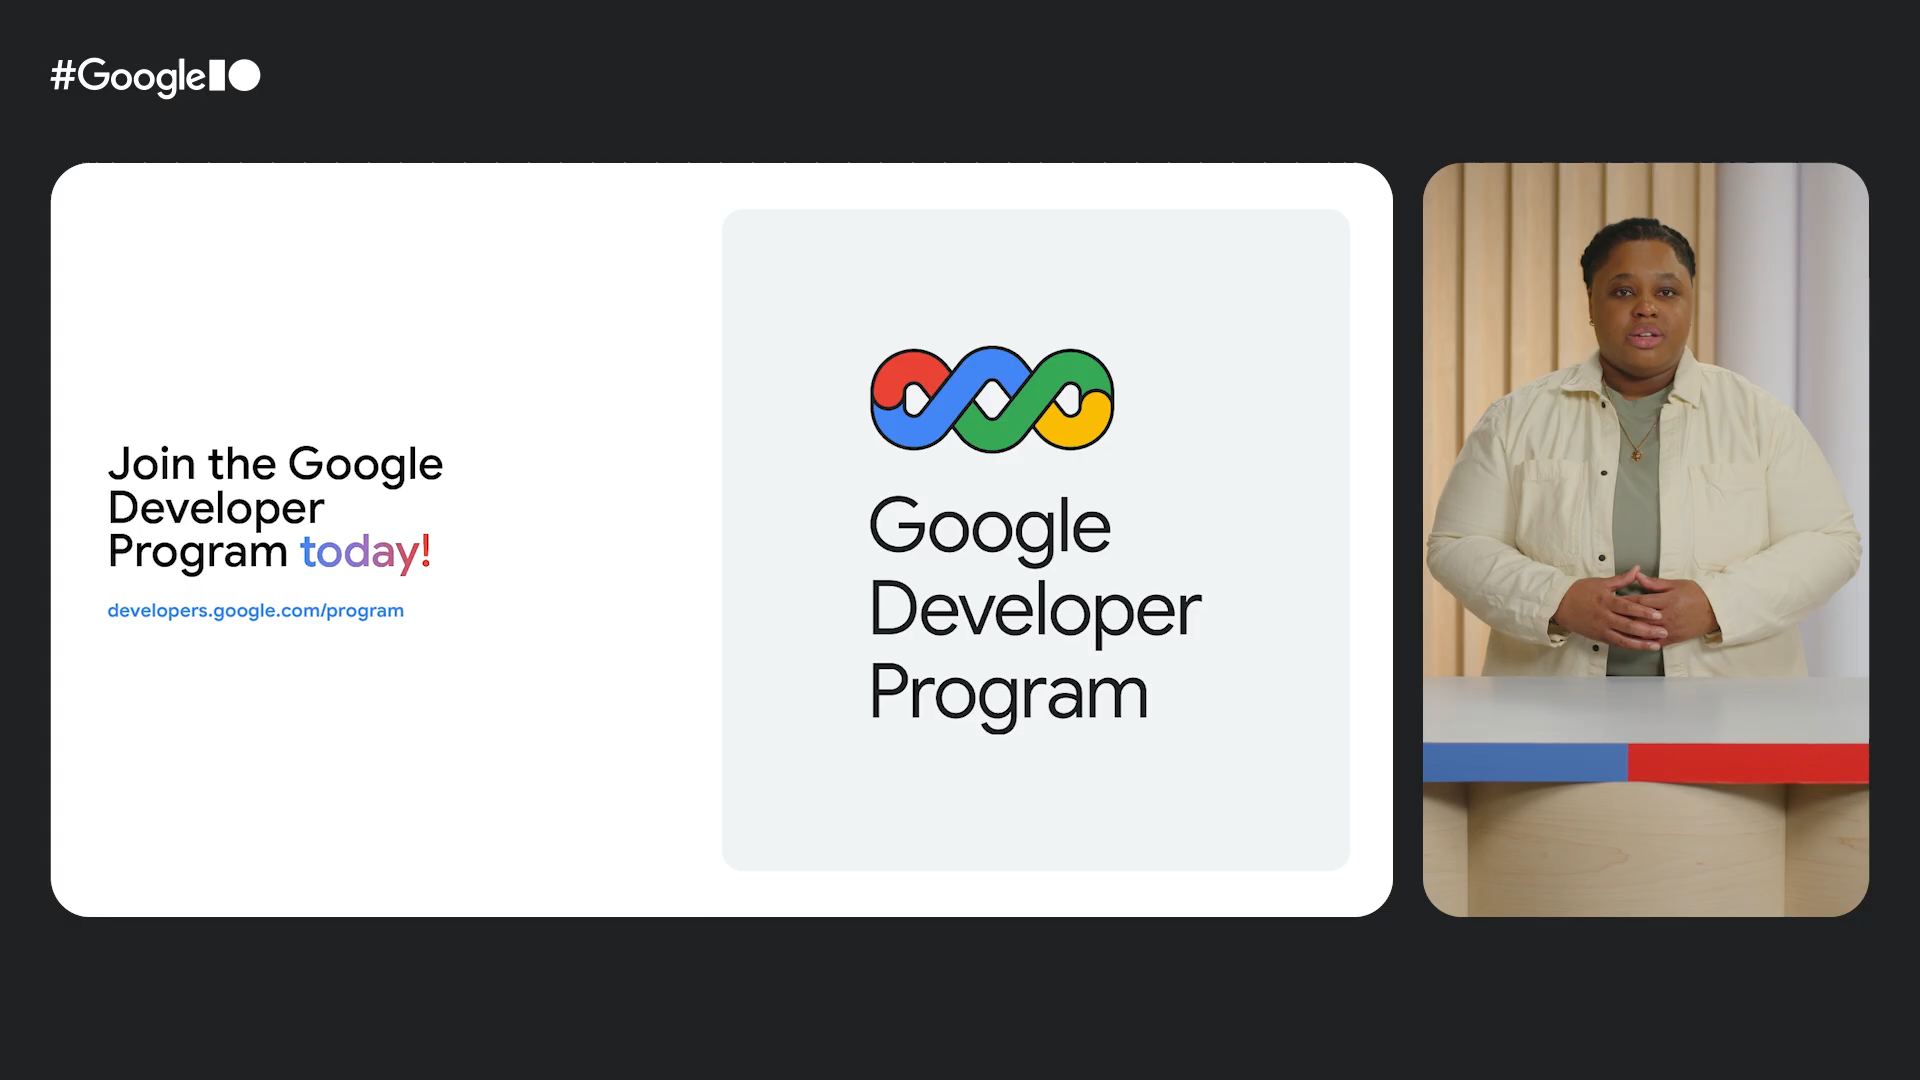 #GoogleIO
Join the Google
Developer
Program today!
developers.google.com/program
Google
Developer
Program